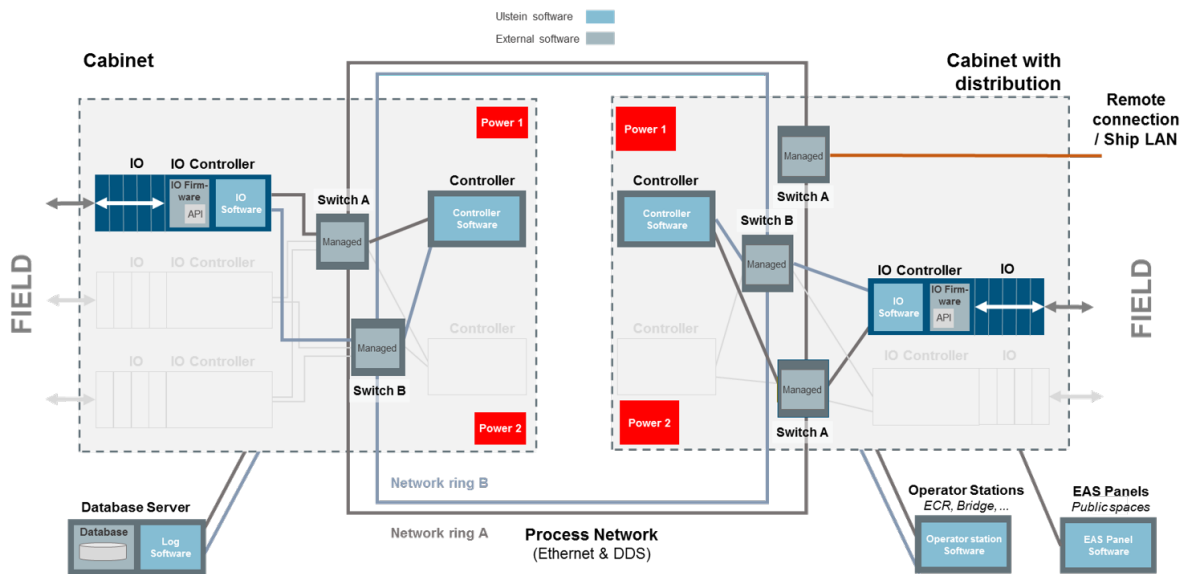 Ulstein software
External software
Cabinet
Cabinet with
distribution
Remote
connection
/ Ship LAN
Power 1
IO
IO Controller
IO Firm-
ware
API
IO
Software
Switch A
Managed
Controller
Controller
Software
IO
IO Controller
FIELD
Managed
Switch B
Controller
IO
IO Controller
Power 2
Power 1
Managed
Switch A
Controller
Controller
Software
Switch B
Managed
IO Controller
IO
IO
Software
IO Firm-
ware
API
FIELD
Controller
Managed
Switch A
IO Controller
IO
Power 2
Network ring B
Network ring A
Process Network
(Ethernet & DDS)
Database Server
Database
Log
Software
Operator Stations
ECR, Bridge, ...
Operator station
Software
EAS Panels
Public spaces
EAS Panel
Software